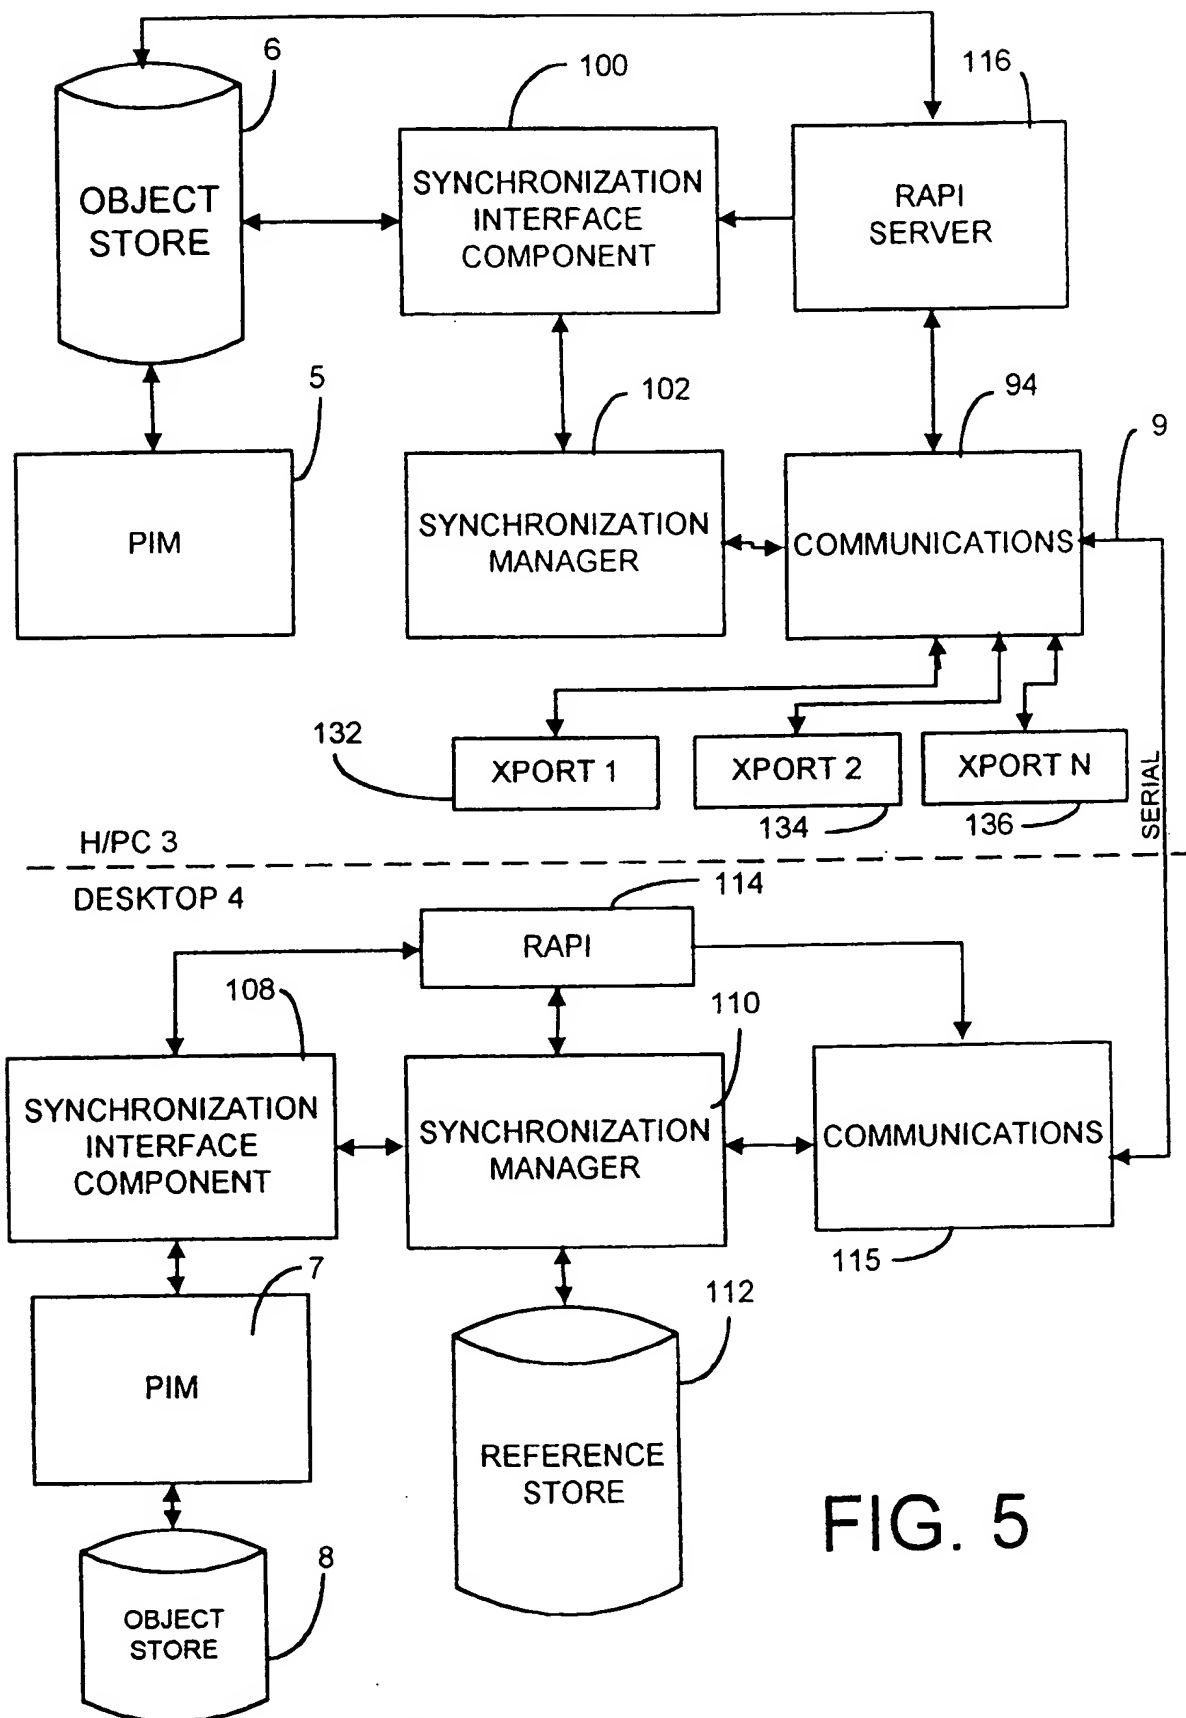 6
100
116
OBJECT
STORE
SYNCHRONIZATION
INTERFACE
COMPONENT
RAPI
SERVER
5
102
94
9
PIM
SYNCHRONIZATION
MANAGER
COMMUNICATIONS
132
XPORT 1
XPORT 2
XPORT N
134
136
SERIAL
H/PC 3
DESKTOP 4
114
RAPI
108
110
SYNCHRONIZATION
INTERFACE
COMPONENT
SYNCHRONIZATION
MANAGER
COMMUNICATIONS
115
7
112
PIM
REFERENCE
STORE
8
OBJECT
STORE
FIG. 5